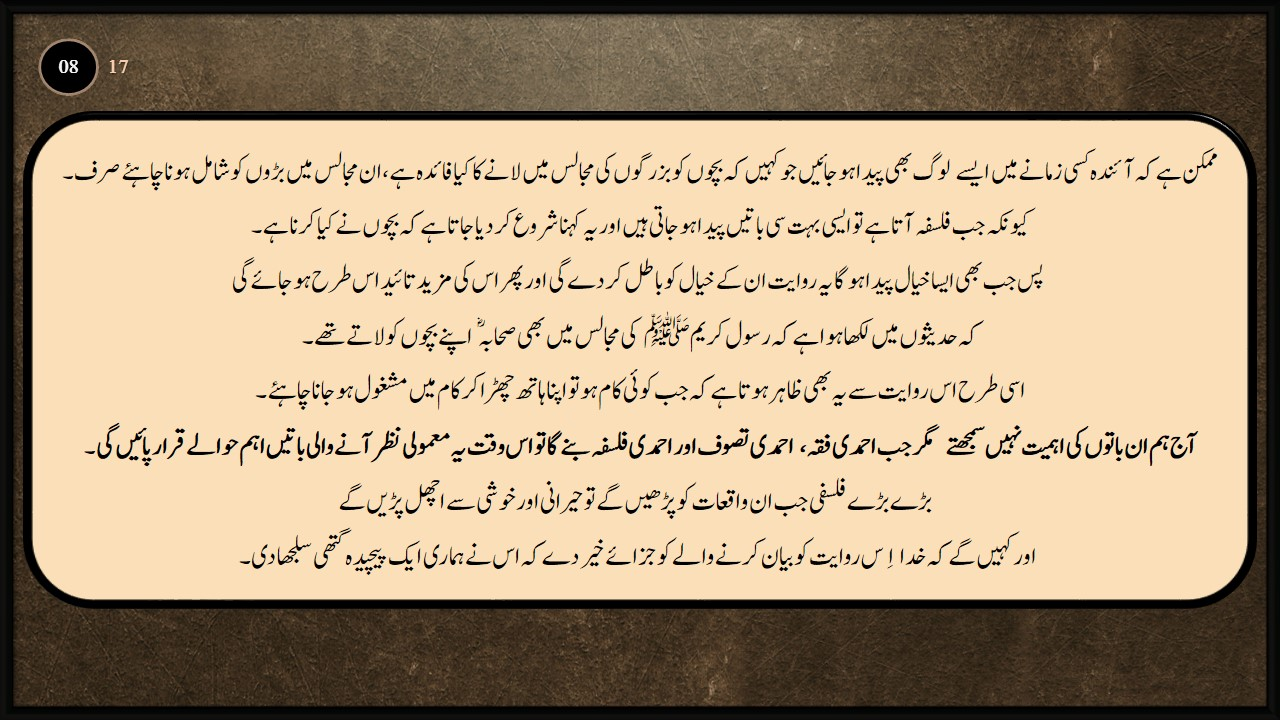 08 17
ممکن ہے کہ آئندہ کسی زمانے میں ایسے لوگ بھی پیدا ہو جائیں جو کہیں کہ بچوں کو بزرگوں کی مجالس میں لانے کا کیا فائدہ ہے، ان مجالس میں بڑوں کو شامل ہونا چاہئے صرف۔
کیونکہ جب فلسفہ آتا ہے تو ایسی بہت سی باتیں پیدا ہو جاتی ہیں اور یہ کہنا شروع کر دیا جاتا ہے کہ بچوں نے کیا کرنا ہے۔
پس جب بھی ایسا خیال پیدا ہو گا یہ روایت ان کے خیال کو باطل کر دے گی اور پھر اس کی مزید تائید اس طرح ہو جائے گی
کہ حدیثوں میں لکھا ہوا ہے کہ رسول کریم ﷺ کی مجالس میں بھی صحابہؓ اپنے بچوں کو لاتے تھے۔
اسی طرح اس روایت سے یہ بھی ظاہر ہوتا ہے کہ جب کوئی کام ہو تو اپنا ہاتھ چھڑا کر کام میں مشغول ہو جانا چاہئے۔
آج ہم ان باتوں کی اہمیت نہیں سمجھتے مگر جب احمدی فقہ، احمدی تصوف اور احمدی فلسفہ بنے گا تو اس وقت یہ معمولی نظر آنے والی باتیں اہم حوالے قرار پائیں گی۔
بڑے بڑے فلسفی جب ان واقعات کو پڑھیں گے تو حیرانی اور خوشی سے اچھل پڑیں گے
اور کہیں گے کہ خدا اِس روایت کو بیان کرنے والے کو جزائے خیر دے کہ اس نے ہماری ایک پیچیدہ گتھی سلجھا دی۔